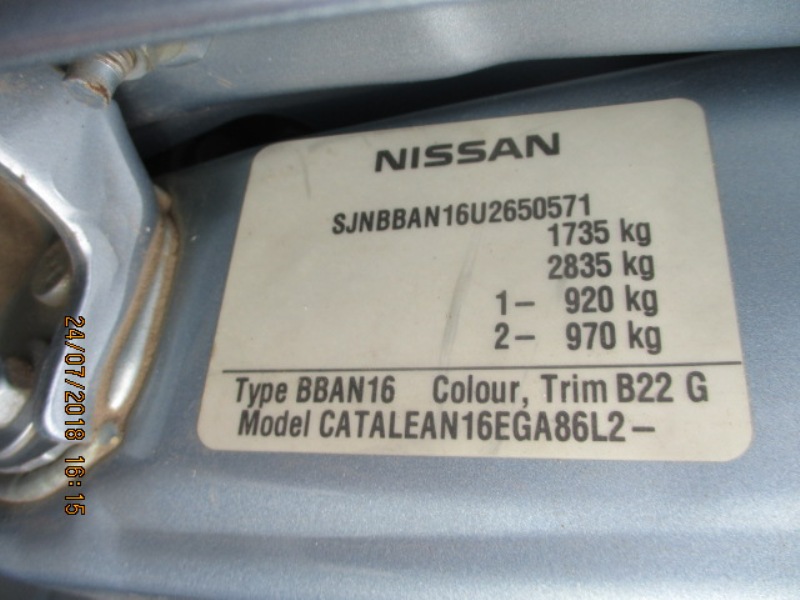 NISSAN
SJNBBAN16U2650571
1735 kg
2835 kg
1- 920 kg
2- 970 kg
Type BBAN16 Colour, Trim B22 G
Model CATALEAN16EGA86L2-
24/07/2018 16:15